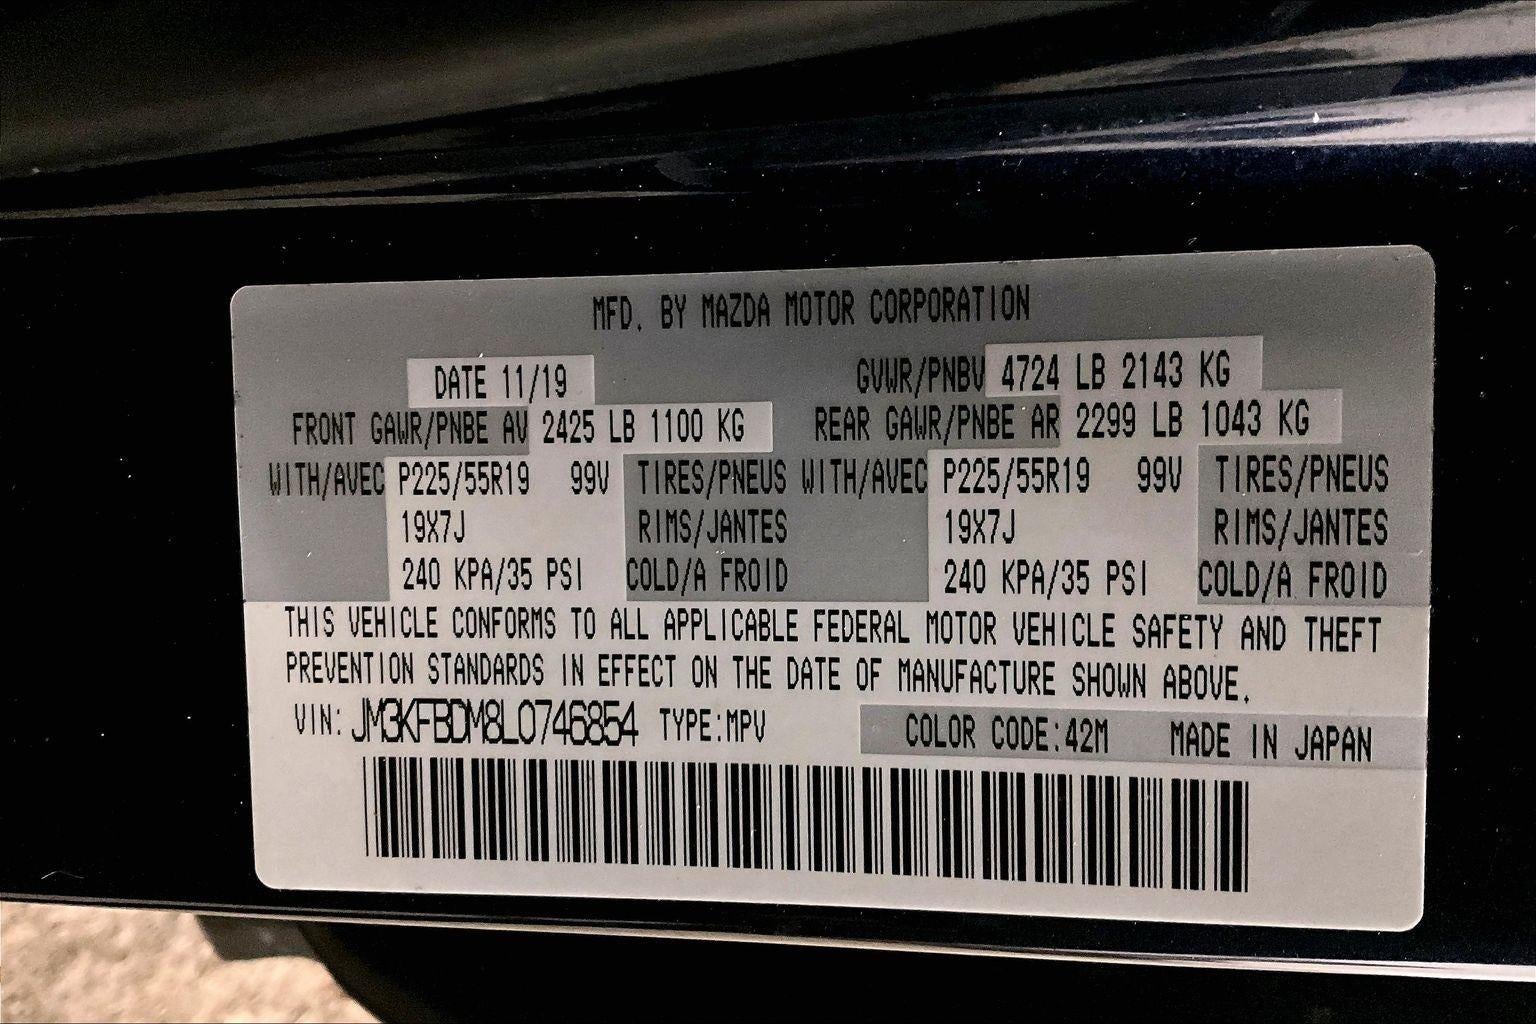 MFD. BY MAZDA MOTOR CORPORATION
DATE 11/19 GVWR/PNBV 4724 LB 2143 KG
FRONT GAWR/PNBE AV 2425 LB 1100 KG REAR GAWR/PNBE AR 2299 LB 1043 KG
WITH/AVEC P225/55R19 99V TIRES/PNEUS WITH/AVEC P225/55R19 99V TIRES/PNEUS
19X7J RIMS/JANTES 19X7J RIMS/JANTES
240 KPA/35 PSI COLD/A FROID 240 KPA/35 PSI COLD/A FROID
THIS VEHICLE CONFORMS TO ALL APPLICABLE FEDERAL MOTOR VEHICLE SAFETY AND THEFT
PREVENTION STANDARDS IN EFFECT ON THE DATE OF MANUFACTURE SHOWN ABOVE.
VIN: JM3KFBDM8L0746854 TYPE:MPV COLOR CODE:42M MADE IN JAPAN